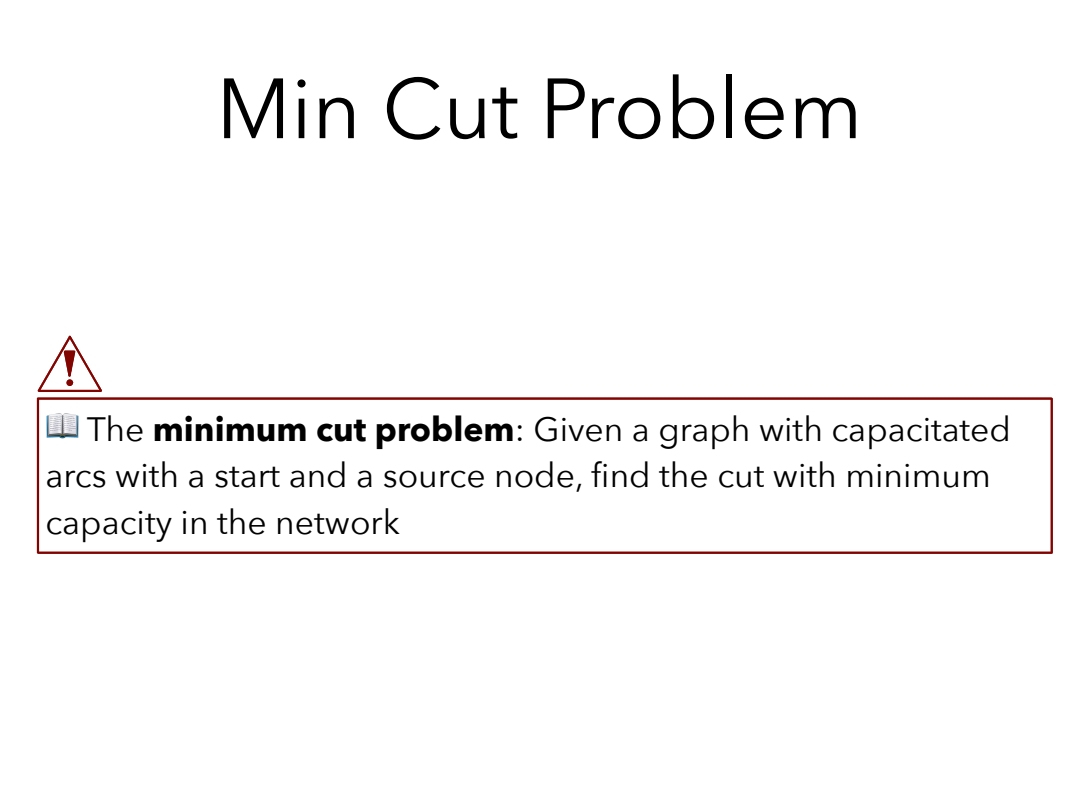 Min Cut Problem
📖 The minimum cut problem: Given a graph with capacitated
arcs with a start and a source node, find the cut with minimum
capacity in the network